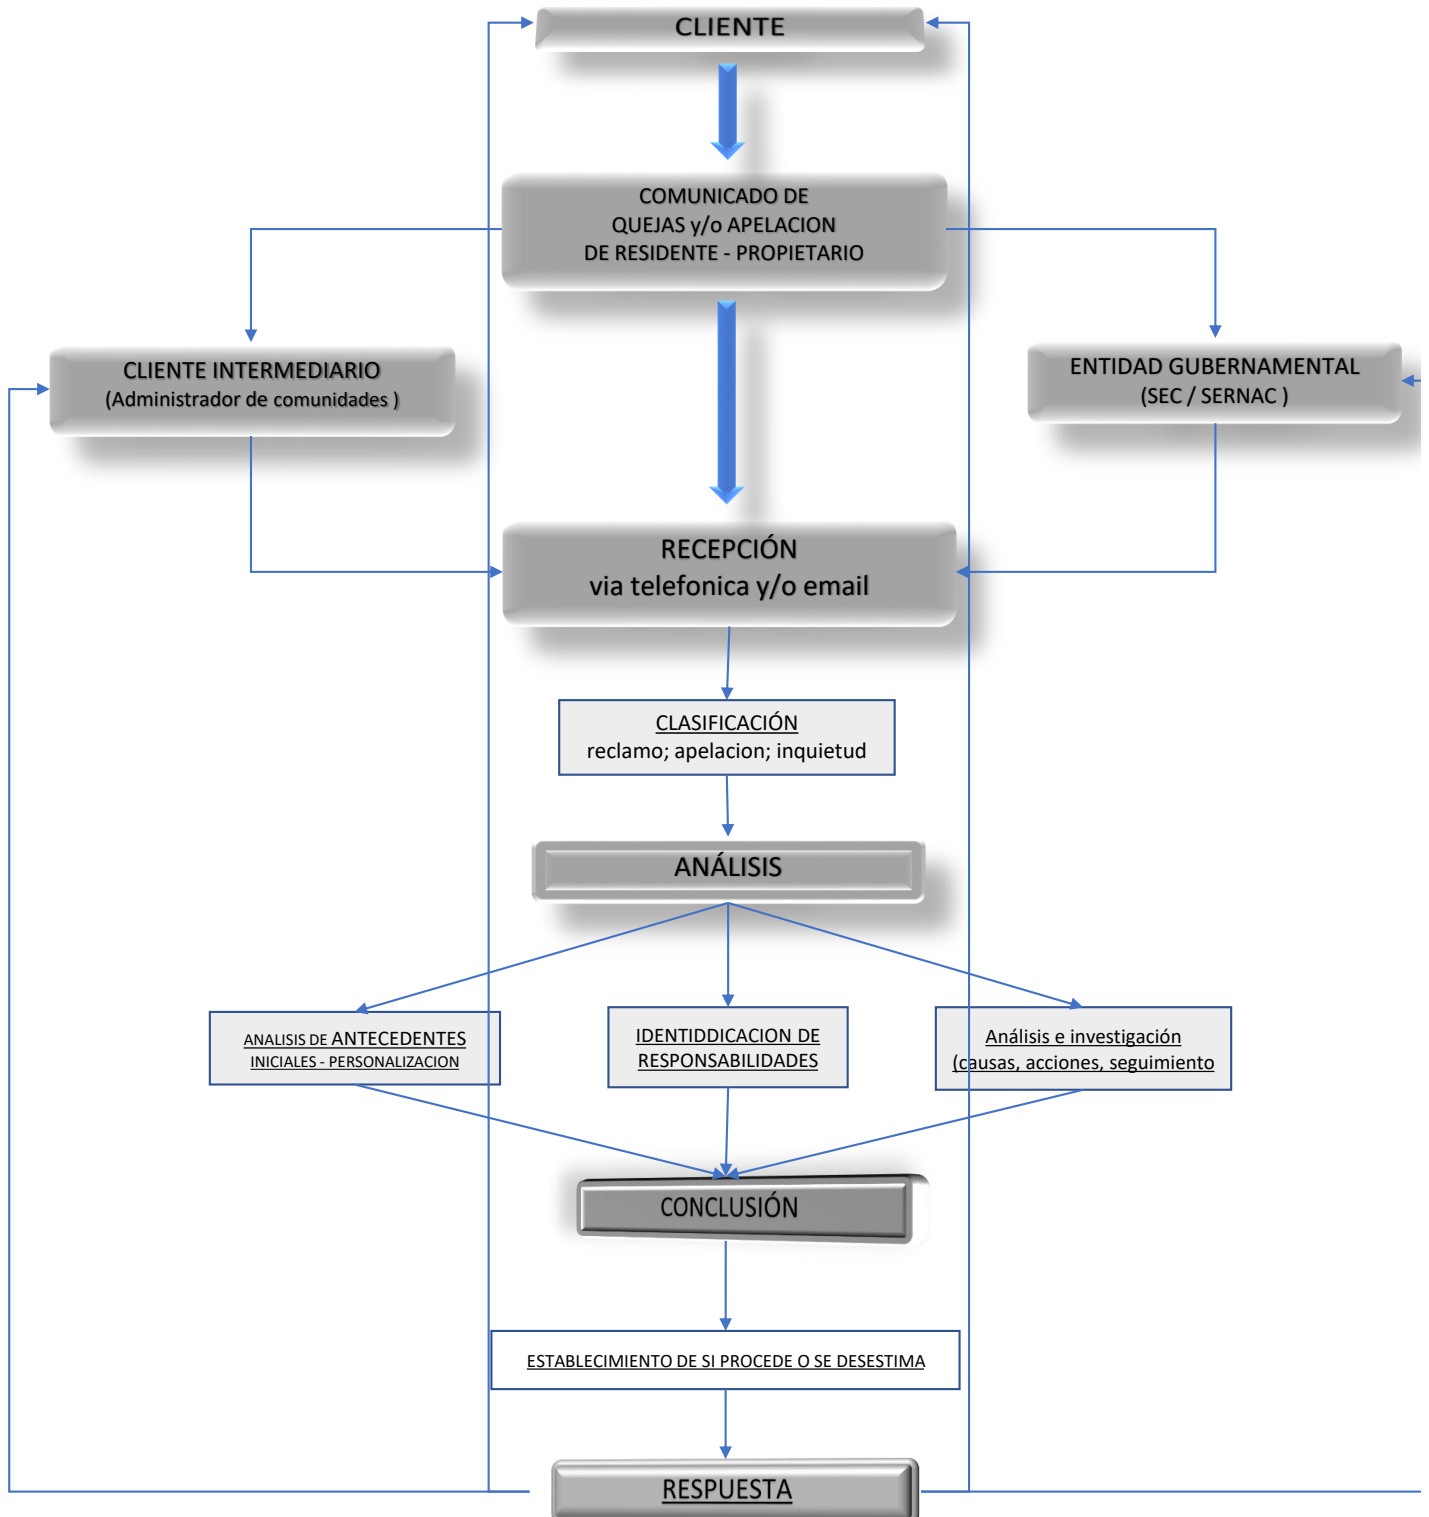 CLIENTE
COMUNICADO DE
QUEJAS y/o APELACION
DE RESIDENTE - PROPIETARIO
CLIENTE INTERMEDIARIO
(Administrador de comunidades )
ENTIDAD GUBERNAMENTAL
(SEC / SERNAC )
RECEPCIÓN
via telefonica y/o email
CLASIFICACIÓN
reclamo; apelacion; inquietud
ANÁLISIS
ANALISIS DE ANTECEDENTES
INICIALES - PERSONALIZACION
IDENTIDDICACION DE
RESPONSABILIDADES
Análisis e investigación
(causas, acciones, seguimiento
CONCLUSIÓN
ESTABLECIMIENTO DE SI PROCEDE O SE DESESTIMA
RESPUESTA